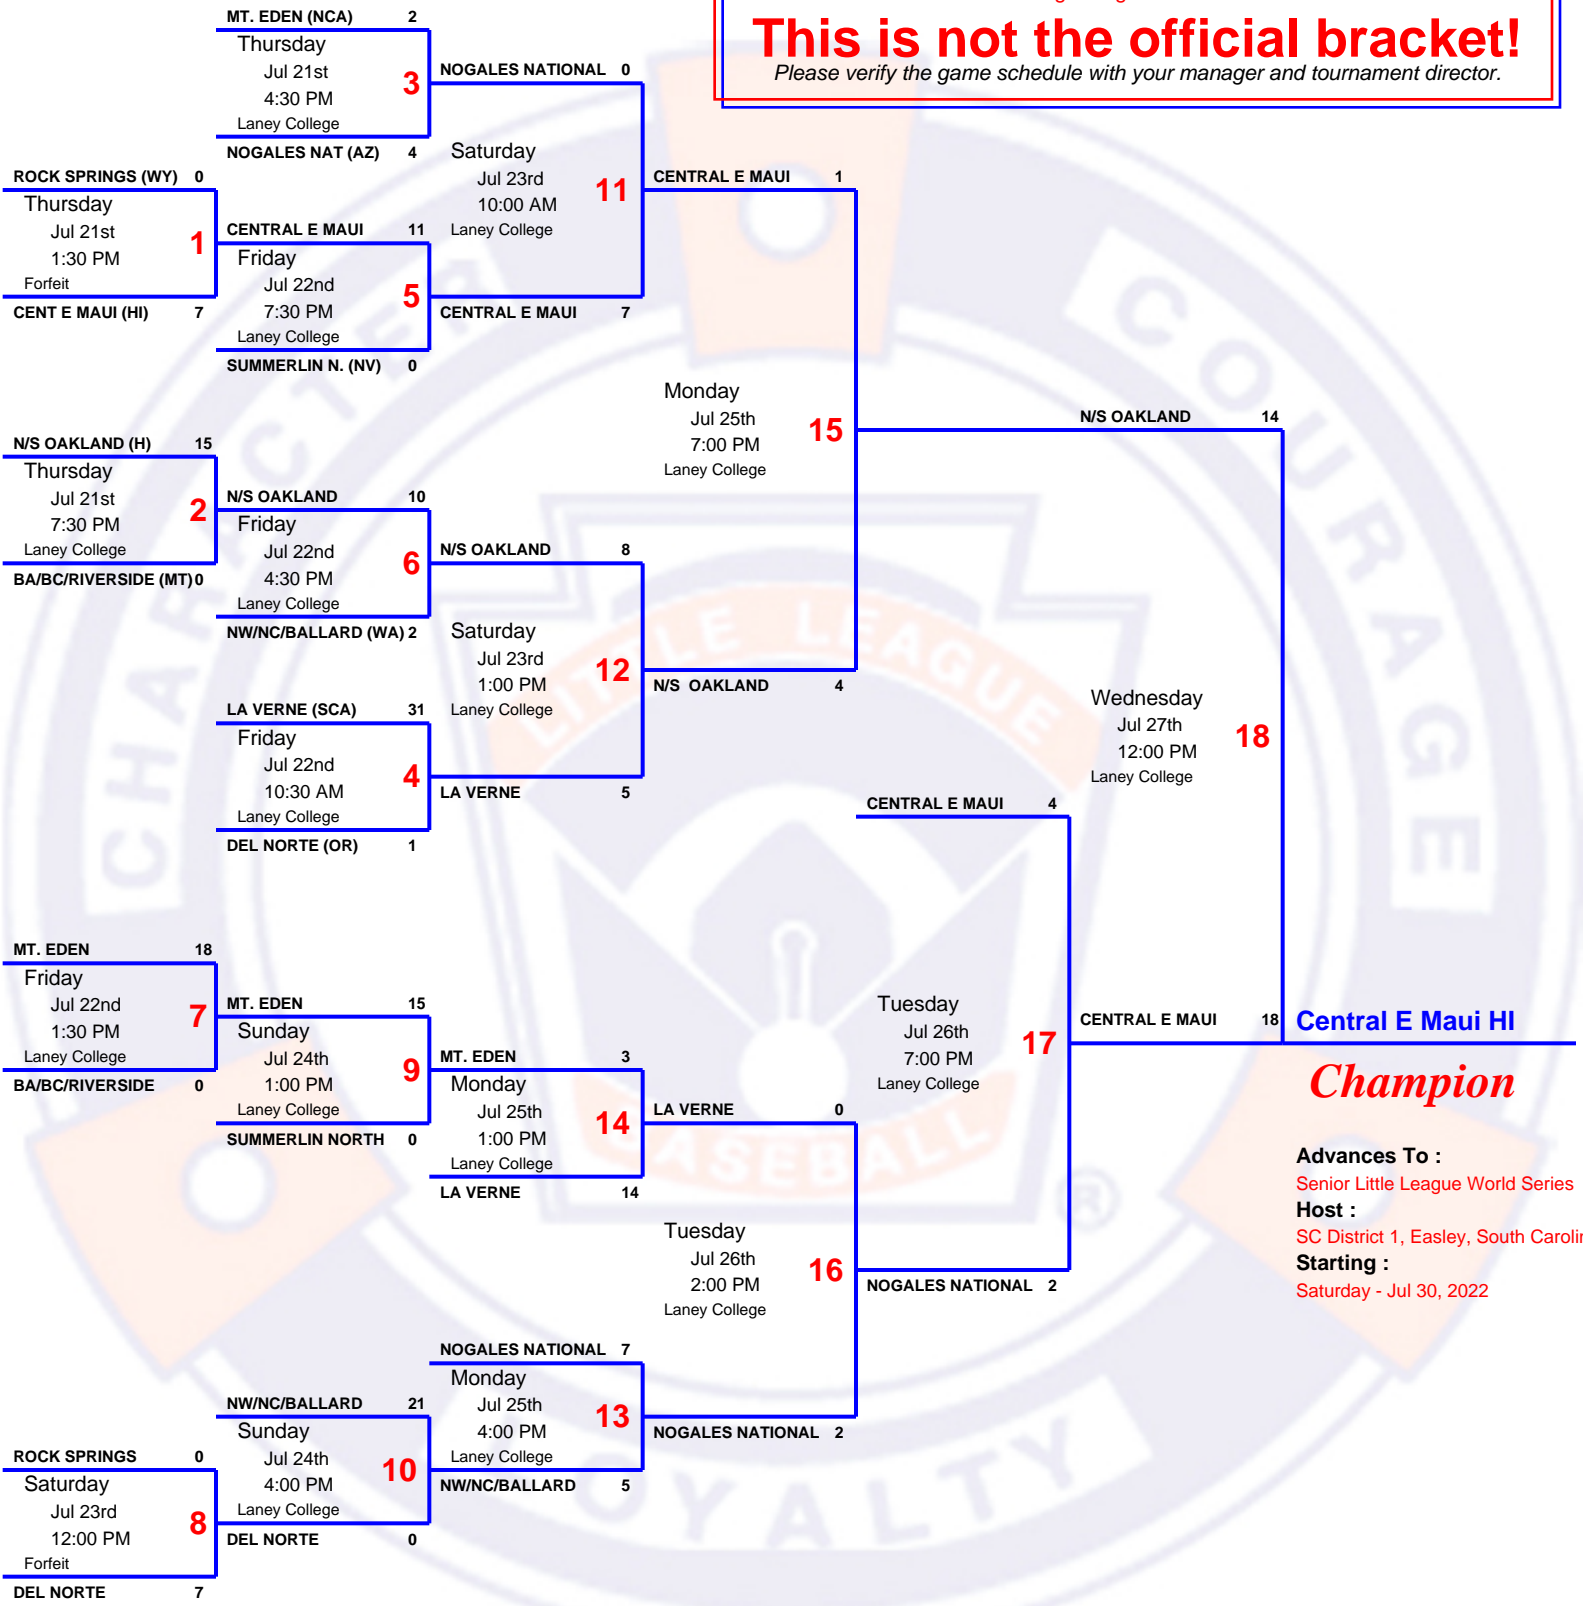 This is not the official bracket!
Please verify the game schedule with your manager and tournament director.
MT. EDEN (NCA) 2
Thursday
Jul 21st
4:30 PM
Laney College
3
NOGALES NAT (AZ) 4
NOGALES NATIONAL 0
Saturday
Jul 23rd
10:00 AM
Laney College
11
CENTRAL E MAUI 7
ROCK SPRINGS (WY) 0
Thursday
Jul 21st
1:30 PM
Forfeit
1
CENT E MAUI (HI) 7
CENTRAL E MAUI 11
Friday
Jul 22nd
7:30 PM
Laney College
5
SUMMERLIN N. (NV) 0
CENTRAL E MAUI 1
Monday
Jul 25th
7:00 PM
Laney College
15
N/S OAKLAND 4
N/S OAKLAND (H) 15
Thursday
Jul 21st
7:30 PM
Laney College
2
BA/BC/RIVERSIDE (MT) 0
N/S OAKLAND 10
Friday
Jul 22nd
4:30 PM
Laney College
6
NW/NC/BALLARD (WA) 2
N/S OAKLAND 8
Saturday
Jul 23rd
1:00 PM
Laney College
12
LA VERNE 5
LA VERNE (SCA) 31
Friday
Jul 22nd
10:30 AM
Laney College
4
DEL NORTE (OR) 1
N/S OAKLAND 14
Wednesday
Jul 27th
12:00 PM
Laney College
18
CENTRAL E MAUI 18
CENTRAL E MAUI 4
Tuesday
Jul 26th
7:00 PM
Laney College
17
NOGALES NATIONAL 2
MT. EDEN 18
Friday
Jul 22nd
1:30 PM
Laney College
7
BA/BC/RIVERSIDE 0
MT. EDEN 15
Sunday
Jul 24th
1:00 PM
Laney College
9
SUMMERLIN NORTH 0
MT. EDEN 3
Monday
Jul 25th
1:00 PM
Laney College
14
LA VERNE 14
LA VERNE 0
Tuesday
Jul 26th
2:00 PM
Laney College
16
NOGALES NATIONAL 2
NOGALES NATIONAL 7
Monday
Jul 25th
4:00 PM
Laney College
13
NW/NC/BALLARD 5
NW/NC/BALLARD 21
Sunday
Jul 24th
4:00 PM
Laney College
10
DEL NORTE 0
ROCK SPRINGS 0
Saturday
Jul 23rd
12:00 PM
Forfeit
8
DEL NORTE 7
Central E Maui HI
Champion
Advances To :
Senior Little League World Series
Host :
SC District 1, Easley, South Carolin
Starting :
Saturday - Jul 30, 2022
CHARACTER
COURAGE
LOYALTY
LITTLE LEAGUE
BASEBALL
®